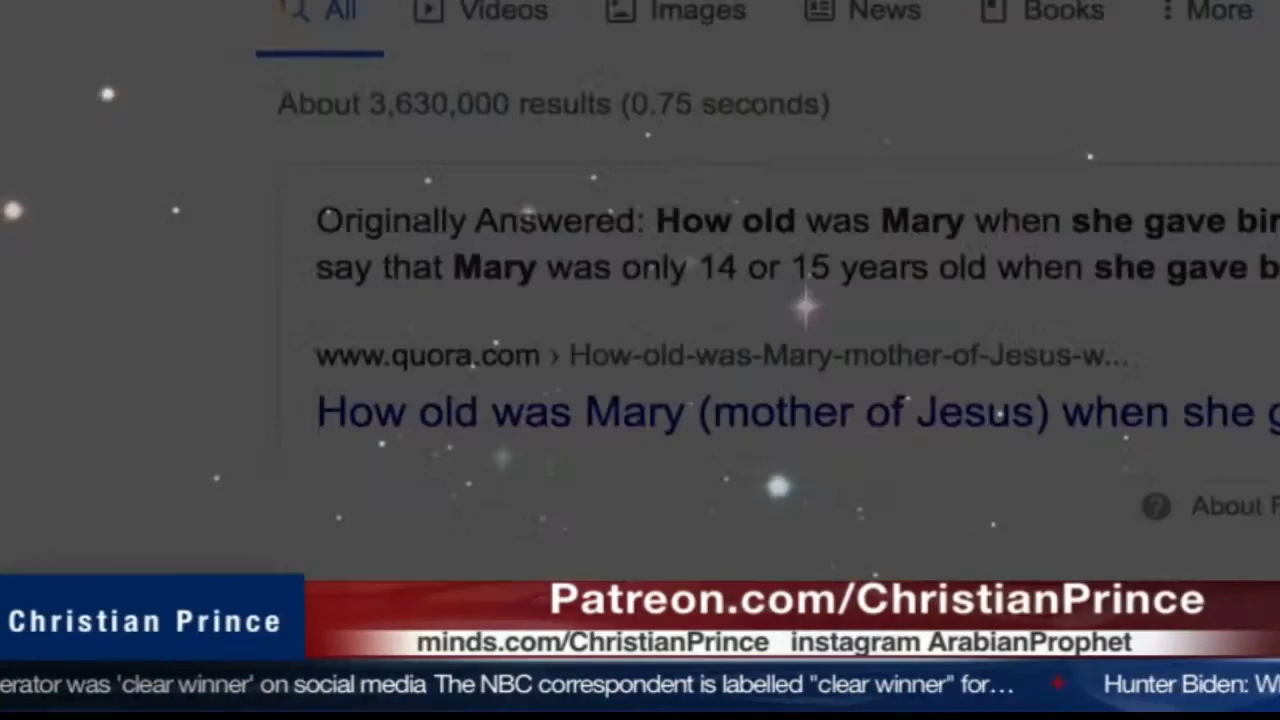 All Videos Images News Books More
About 3,630,000 results (0.75 seconds)
Originally Answered: How old was Mary when she gave bir
say that Mary was only 14 or 15 years old when she gave b
www.quora.com › How-old-was-Mary-mother-of-Jesus-w...
How old was Mary (mother of Jesus) when she g
About F
Christian Prince
Patreon.com/ChristianPrince
minds.com/ChristianPrince instagram ArabianProphet
erator was 'clear winner' on social media The NBC correspondent is labelled "clear winner" for... Hunter Biden: W